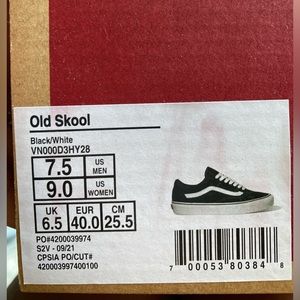 Old Skool
Black/White
VN000D3HY28
7.5 US MEN
9.0 US WOMEN
UK EUR CM
6.5 40.0 25.5
PO#4200039974
S2V - 09/21
CPSIA PO/CUT#
420003997400100
7 00053 80384 8